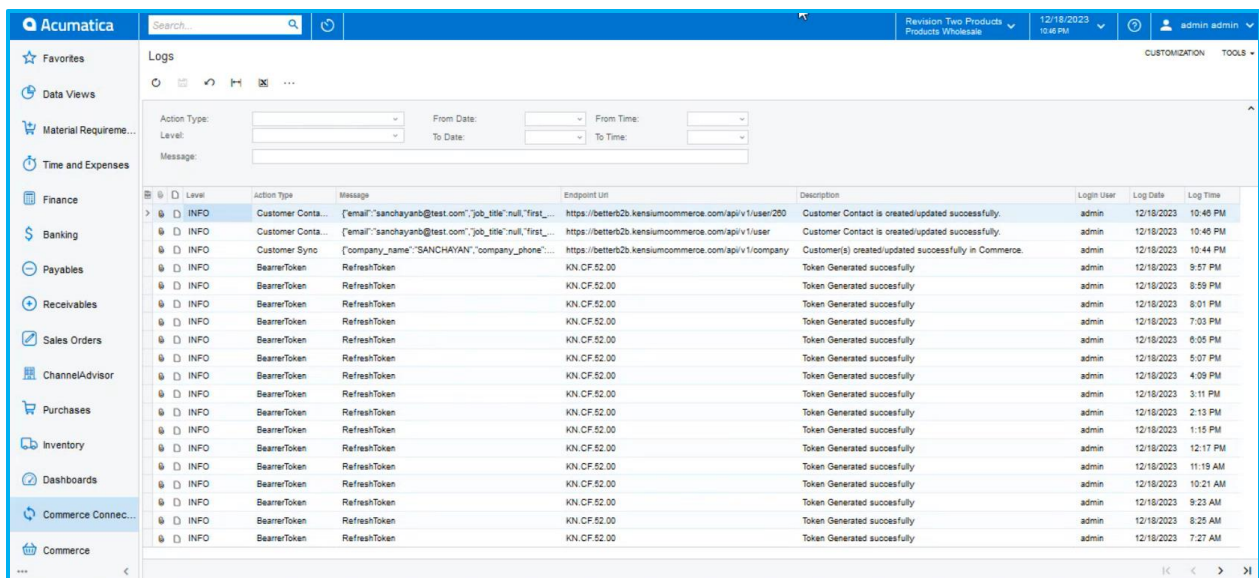 Acumatica
Search...
Revision Two Products
Products Wholesale
12/18/2023
10:46 PM
admin admin
Favorites
Data Views
Material Requireme...
Time and Expenses
Finance
Banking
Payables
Receivables
Sales Orders
ChannelAdvisor
Purchases
Inventory
Dashboards
Commerce Connec...
Commerce
Logs
CUSTOMIZATION TOOLS
Action Type: From Date: From Time:
Level: To Date: To Time:
Message:
Level Action Type Message Endpoint Url Description Login User Log Date Log Time
INFO Customer Conta... {"email":"sanchayanb@test.com","job_title":null,"first_... https://betterb2b.kensiumcommerce.com/api/v1/user/260 Customer Contact is created/updated successfully. admin 12/18/2023 10:46 PM
INFO Customer Conta... {"email":"sanchayanb@test.com","job_title":null,"first_... https://betterb2b.kensiumcommerce.com/api/v1/user Customer Contact is created/updated successfully. admin 12/18/2023 10:46 PM
INFO Customer Sync {"company_name":"SANCHAYAN","company_phone":... https://betterb2b.kensiumcommerce.com/api/v1/company Customer(s) created/updated successfully in Commerce. admin 12/18/2023 10:44 PM
INFO BearrerToken RefreshToken KN.CF.52.00 Token Generated succesfully admin 12/18/2023 9:57 PM
INFO BearrerToken RefreshToken KN.CF.52.00 Token Generated succesfully admin 12/18/2023 8:59 PM
INFO BearrerToken RefreshToken KN.CF.52.00 Token Generated succesfully admin 12/18/2023 8:01 PM
INFO BearrerToken RefreshToken KN.CF.52.00 Token Generated succesfully admin 12/18/2023 7:03 PM
INFO BearrerToken RefreshToken KN.CF.52.00 Token Generated succesfully admin 12/18/2023 6:05 PM
INFO BearrerToken RefreshToken KN.CF.52.00 Token Generated succesfully admin 12/18/2023 5:07 PM
INFO BearrerToken RefreshToken KN.CF.52.00 Token Generated succesfully admin 12/18/2023 4:09 PM
INFO BearrerToken RefreshToken KN.CF.52.00 Token Generated succesfully admin 12/18/2023 3:11 PM
INFO BearrerToken RefreshToken KN.CF.52.00 Token Generated succesfully admin 12/18/2023 2:13 PM
INFO BearrerToken RefreshToken KN.CF.52.00 Token Generated succesfully admin 12/18/2023 1:15 PM
INFO BearrerToken RefreshToken KN.CF.52.00 Token Generated succesfully admin 12/18/2023 12:17 PM
INFO BearrerToken RefreshToken KN.CF.52.00 Token Generated succesfully admin 12/18/2023 11:19 AM
INFO BearrerToken RefreshToken KN.CF.52.00 Token Generated succesfully admin 12/18/2023 10:21 AM
INFO BearrerToken RefreshToken KN.CF.52.00 Token Generated succesfully admin 12/18/2023 9:23 AM
INFO BearrerToken RefreshToken KN.CF.52.00 Token Generated succesfully admin 12/18/2023 8:25 AM
INFO BearrerToken RefreshToken KN.CF.52.00 Token Generated succesfully admin 12/18/2023 7:27 AM